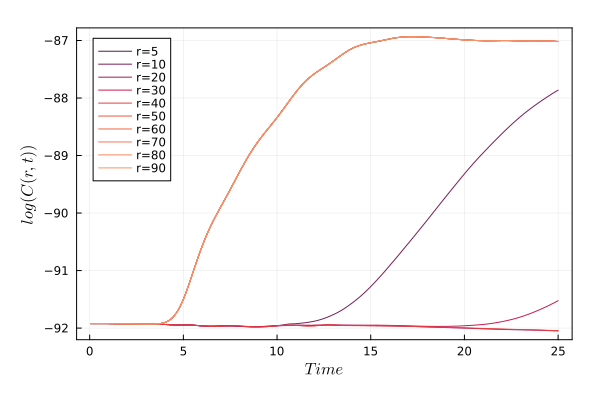 −87
−88
−89
−90
−91
−92
log(C(r, t))
r=5
r=10
r=20
r=30
r=40
r=50
r=60
r=70
r=80
r=90
0 5 10 15 20 25
Time